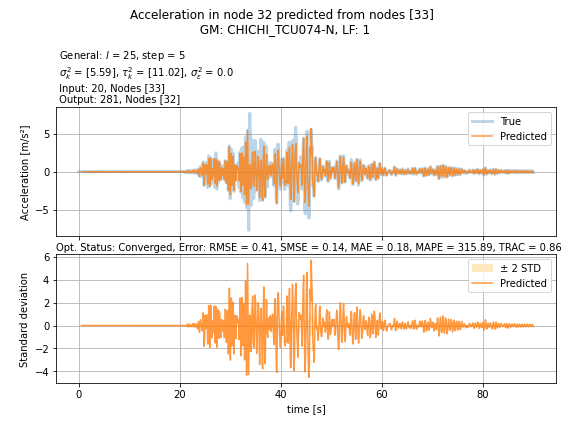 Acceleration in node 32 predicted from nodes [33]
GM: CHICHI_TCU074-N, LF: 1
General: l = 25, step = 5
σ²ₖ = [5.59], τ²ₖ = [11.02], σ²ε = 0.0
Input: 20, Nodes [33]
Output: 281, Nodes [32]
True
Predicted
Acceleration [m/s²]
5
0
−5
Opt. Status: Converged, Error: RMSE = 0.41, SMSE = 0.14, MAE = 0.18, MAPE = 315.89, TRAC = 0.86
± 2 STD
Predicted
Standard deviation
6
4
2
0
−2
−4
0 20 40 60 80
time [s]